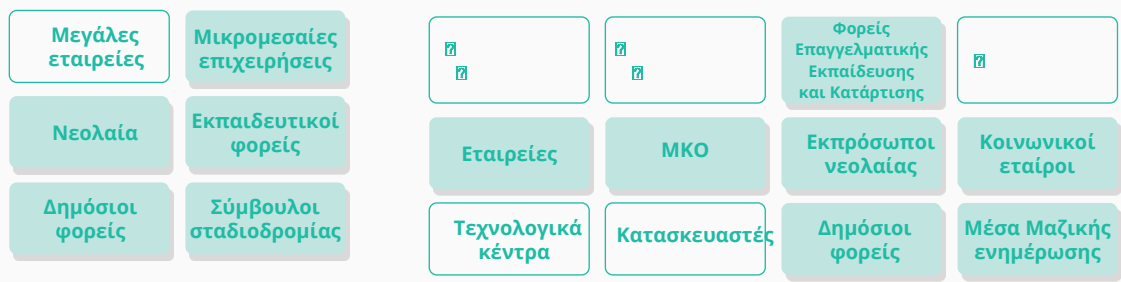 Μεγάλες
εταιρείες
Μικρομεσαίες
επιχειρήσεις
Νεολαία
Εκπαιδευτικοί
φορείς
Δημόσιοι
φορείς
Σύμβουλοι
σταδιοδρομίας
Φορείς
Επαγγελματικής
Εκπαίδευσης
και Κατάρτισης
Εταιρείες
ΜΚΟ
Εκπρόσωποι
νεολαίας
Κοινωνικοί
εταίροι
Τεχνολογικά
κέντρα
Κατασκευαστές
Δημόσιοι
φορείς
Μέσα Μαζικής
ενημέρωσης